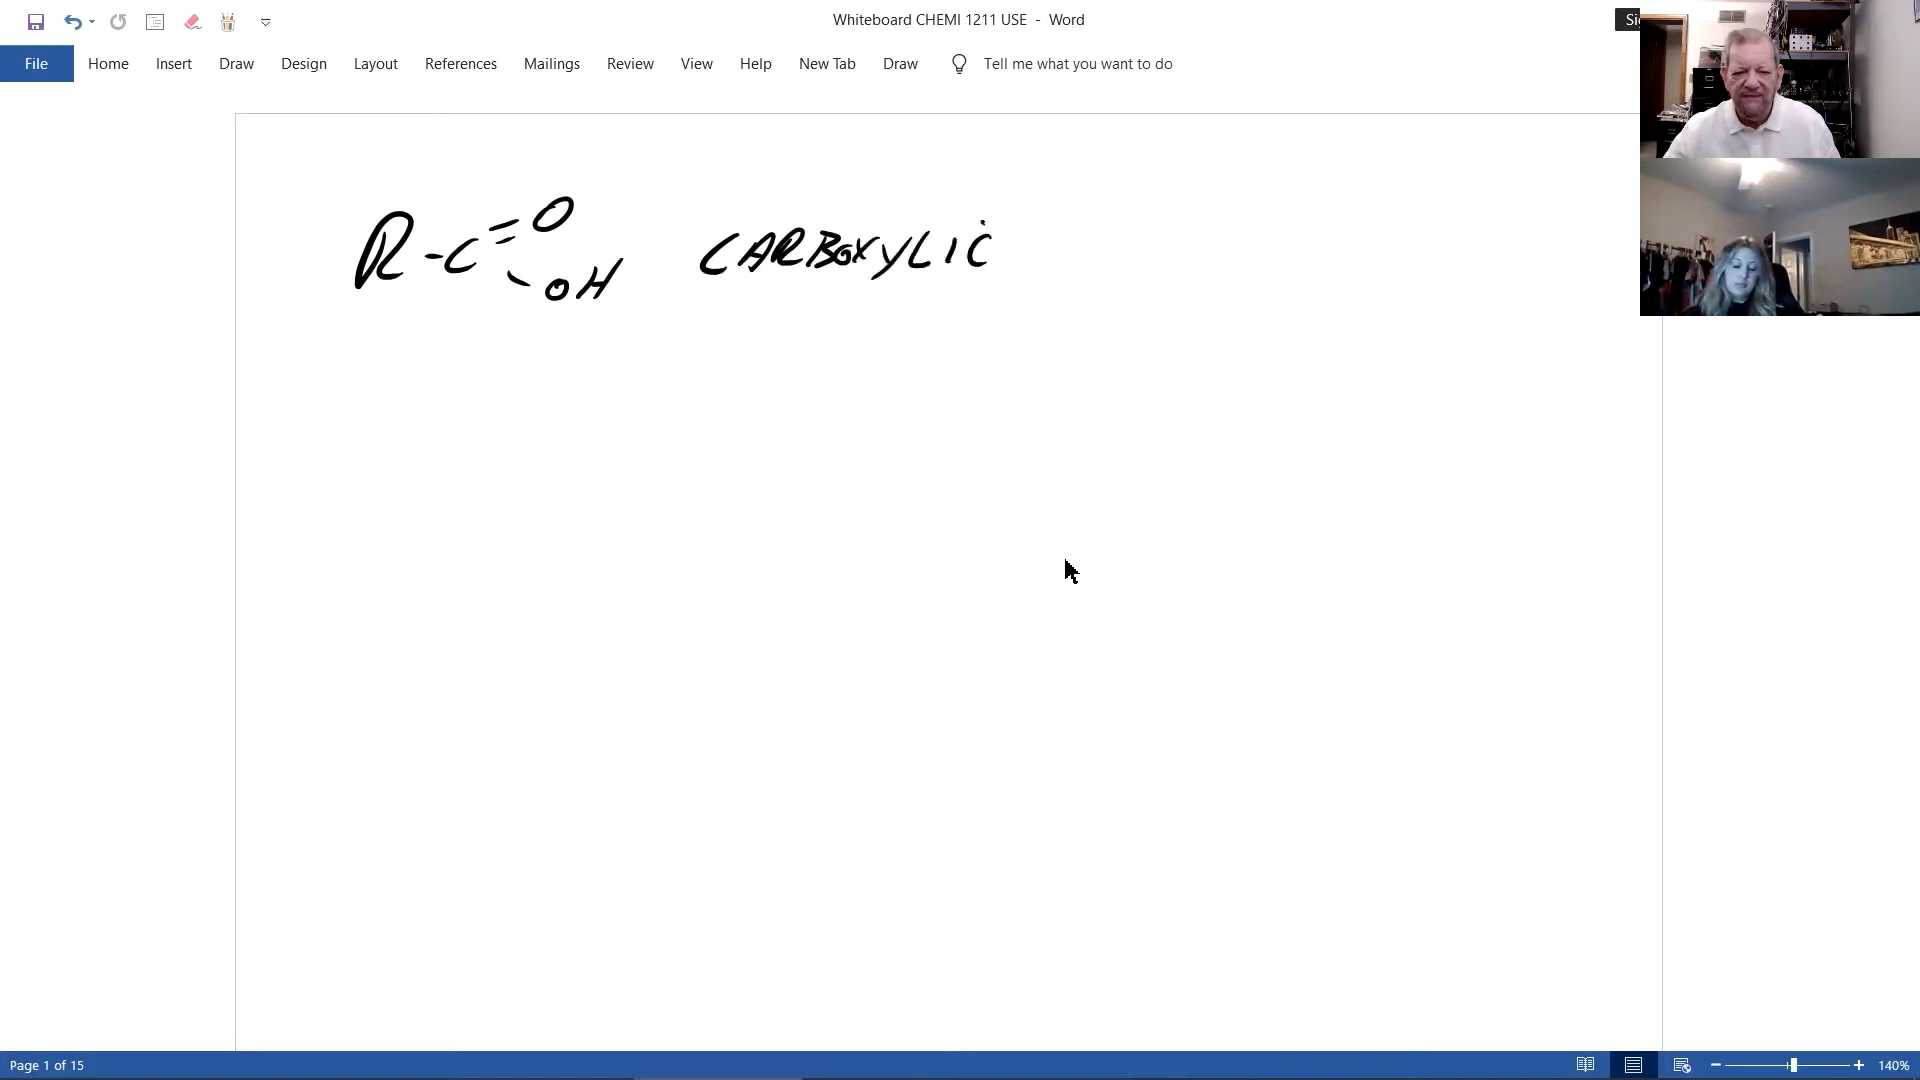 Whiteboard CHEMI 1211 USE - Word
File Home Insert Draw Design Layout References Mailings Review View Help New Tab Draw Tell me what you want to do
R-C=O
-OH
CARBOXYLIC
Page 1 of 15
140%